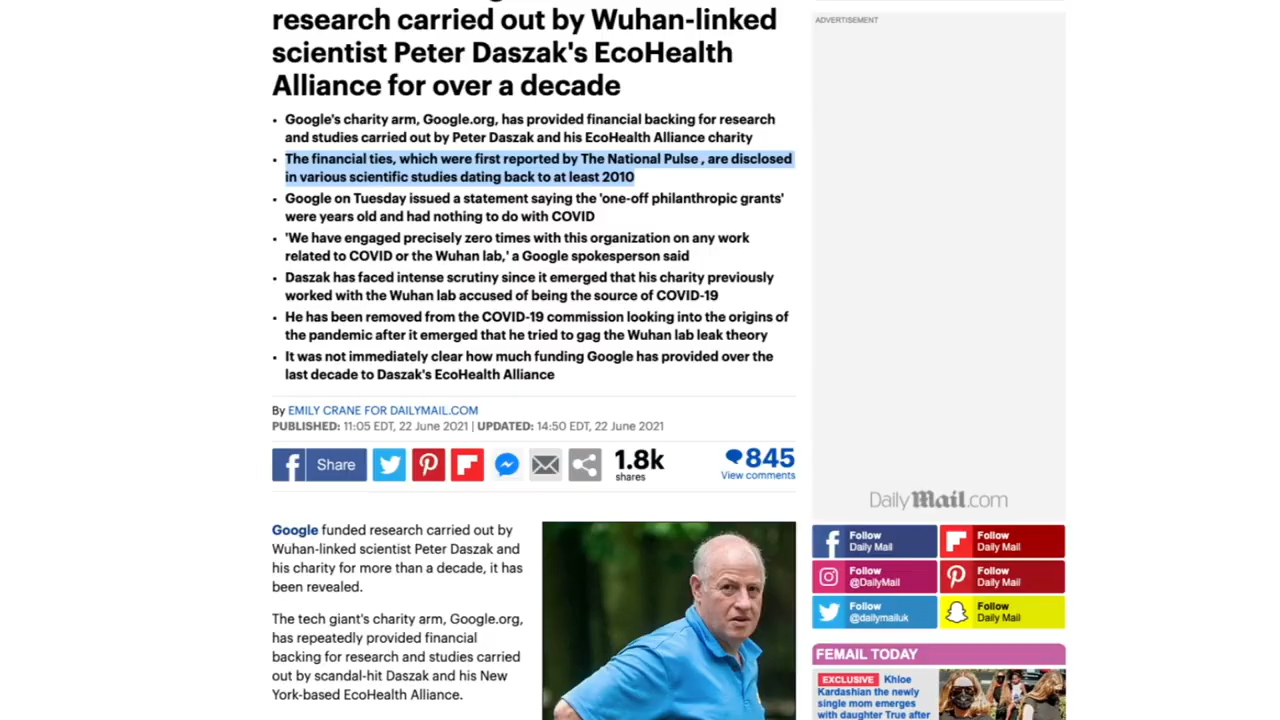 research carried out by Wuhan-linked
scientist Peter Daszak's EcoHealth
Alliance for over a decade
• Google's charity arm, Google.org, has provided financial backing for research
and studies carried out by Peter Daszak and his EcoHealth Alliance charity
• The financial ties, which were first reported by The National Pulse , are disclosed
in various scientific studies dating back to at least 2010
• Google on Tuesday issued a statement saying the 'one-off philanthropic grants'
were years old and had nothing to do with COVID
• 'We have engaged precisely zero times with this organization on any work
related to COVID or the Wuhan lab,' a Google spokesperson said
• Daszak has faced intense scrutiny since it emerged that his charity previously
worked with the Wuhan lab accused of being the source of COVID-19
• He has been removed from the COVID-19 commission looking into the origins of
the pandemic after it emerged that he tried to gag the Wuhan lab leak theory
• It was not immediately clear how much funding Google has provided over the
last decade to Daszak's EcoHealth Alliance
By EMILY CRANE FOR DAILYMAIL.COM
PUBLISHED: 11:05 EDT, 22 June 2021 | UPDATED: 14:50 EDT, 22 June 2021
Share
1.8k
shares
845
View comments
Google funded research carried out by
Wuhan-linked scientist Peter Daszak and
his charity for more than a decade, it has
been revealed.
The tech giant's charity arm, Google.org,
has repeatedly provided financial
backing for research and studies carried
out by scandal-hit Daszak and his New
York-based EcoHealth Alliance.
ADVERTISEMENT
DailyMail.com
Follow
Daily Mail
Follow
Daily Mail
Follow
@DailyMail
Follow
Daily Mail
Follow
@dailymailuk
Follow
Daily Mail
FEMAIL TODAY
EXCLUSIVE Khloe
Kardashian the newly
single mom emerges
with daughter True after